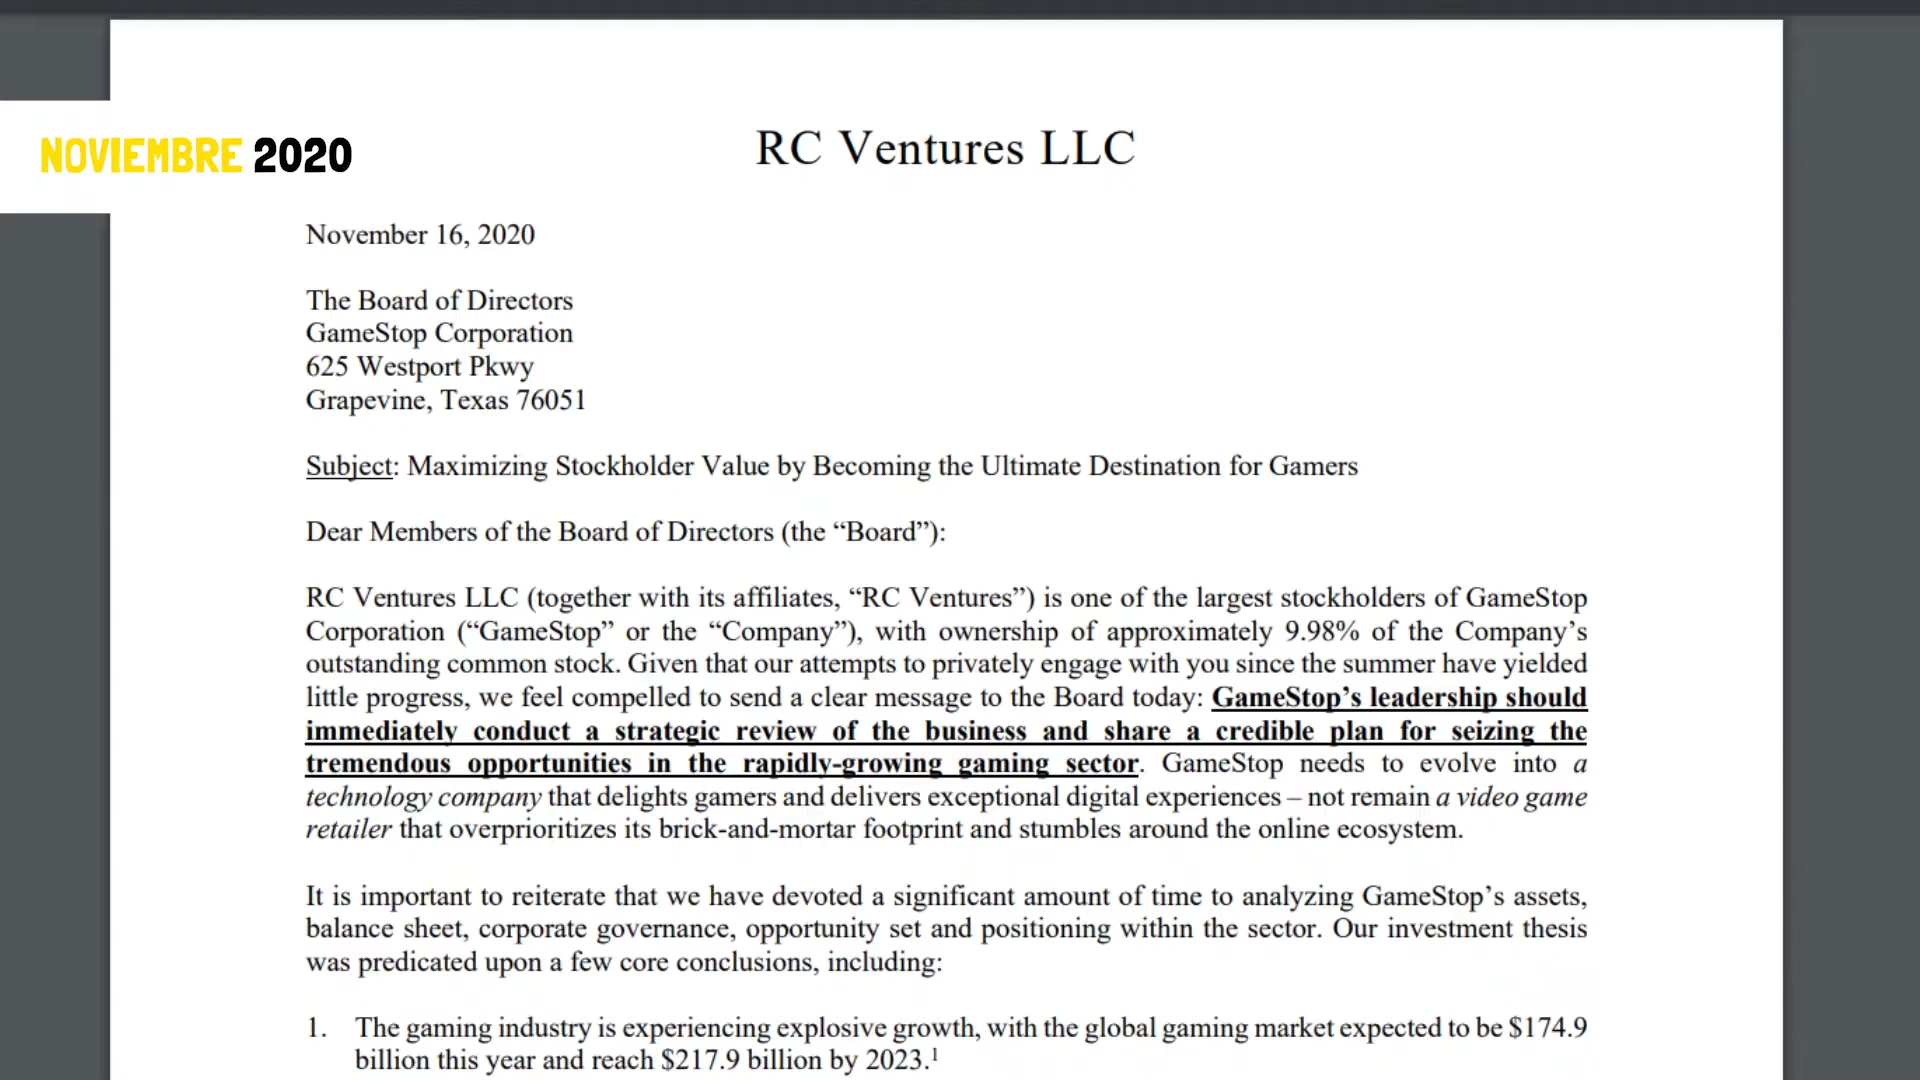 NOVIEMBRE 2020
RC Ventures LLC
November 16, 2020
The Board of Directors
GameStop Corporation
625 Westport Pkwy
Grapevine, Texas 76051
Subject: Maximizing Stockholder Value by Becoming the Ultimate Destination for Gamers
Dear Members of the Board of Directors (the “Board”):
RC Ventures LLC (together with its affiliates, “RC Ventures”) is one of the largest stockholders of GameStop
Corporation (“GameStop” or the “Company”), with ownership of approximately 9.98% of the Company’s
outstanding common stock. Given that our attempts to privately engage with you since the summer have yielded
little progress, we feel compelled to send a clear message to the Board today: GameStop’s leadership should
immediately conduct a strategic review of the business and share a credible plan for seizing the
tremendous opportunities in the rapidly-growing gaming sector. GameStop needs to evolve into a
technology company that delights gamers and delivers exceptional digital experiences – not remain a video game
retailer that overprioritizes its brick-and-mortar footprint and stumbles around the online ecosystem.
It is important to reiterate that we have devoted a significant amount of time to analyzing GameStop’s assets,
balance sheet, corporate governance, opportunity set and positioning within the sector. Our investment thesis
was predicated upon a few core conclusions, including:
1. The gaming industry is experiencing explosive growth, with the global gaming market expected to be $174.9
billion this year and reach $217.9 billion by 2023.¹